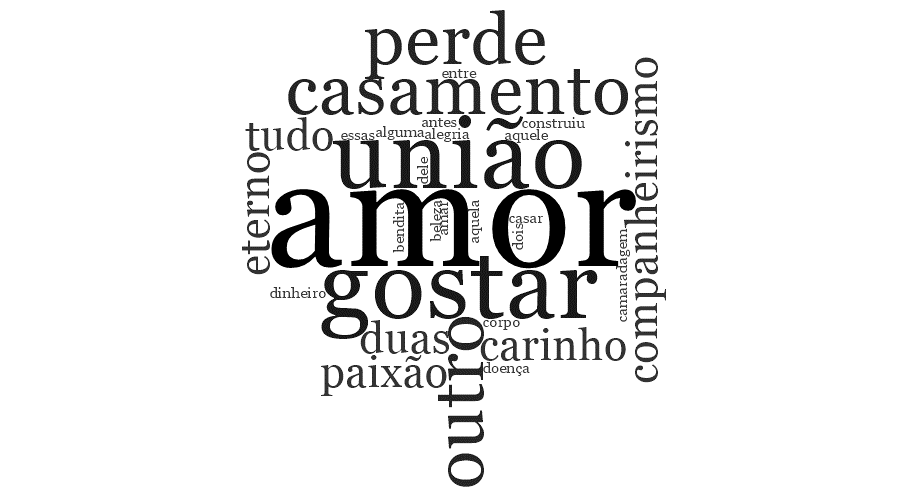 perde
entre
casamento
antes construiu
tudo essas alguma alegria aquele
união
dele
eterno
amor
bendita beleza amar aquela casar dois
companheirismo
camaradagem
dinheiro gostar
duas corpo
outro carinho
paixão doença